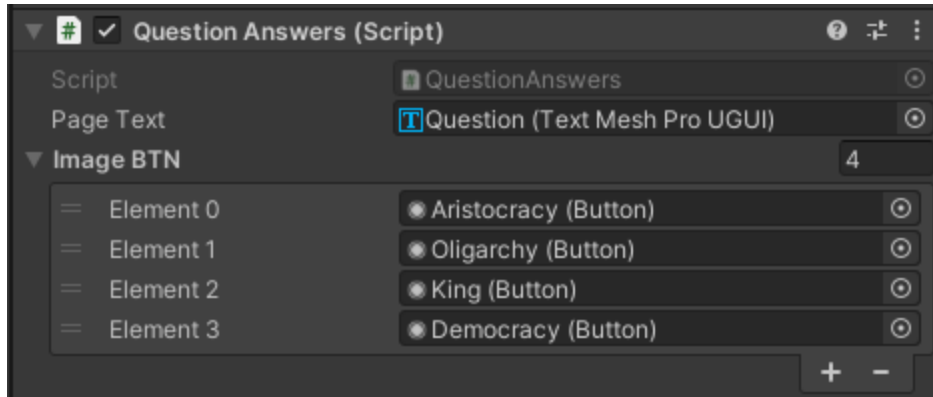 Question Answers (Script)
Script QuestionAnswers
Page Text Question (Text Mesh Pro UGUI)
Image BTN 4
Element 0 Aristocracy (Button)
Element 1 Oligarchy (Button)
Element 2 King (Button)
Element 3 Democracy (Button)